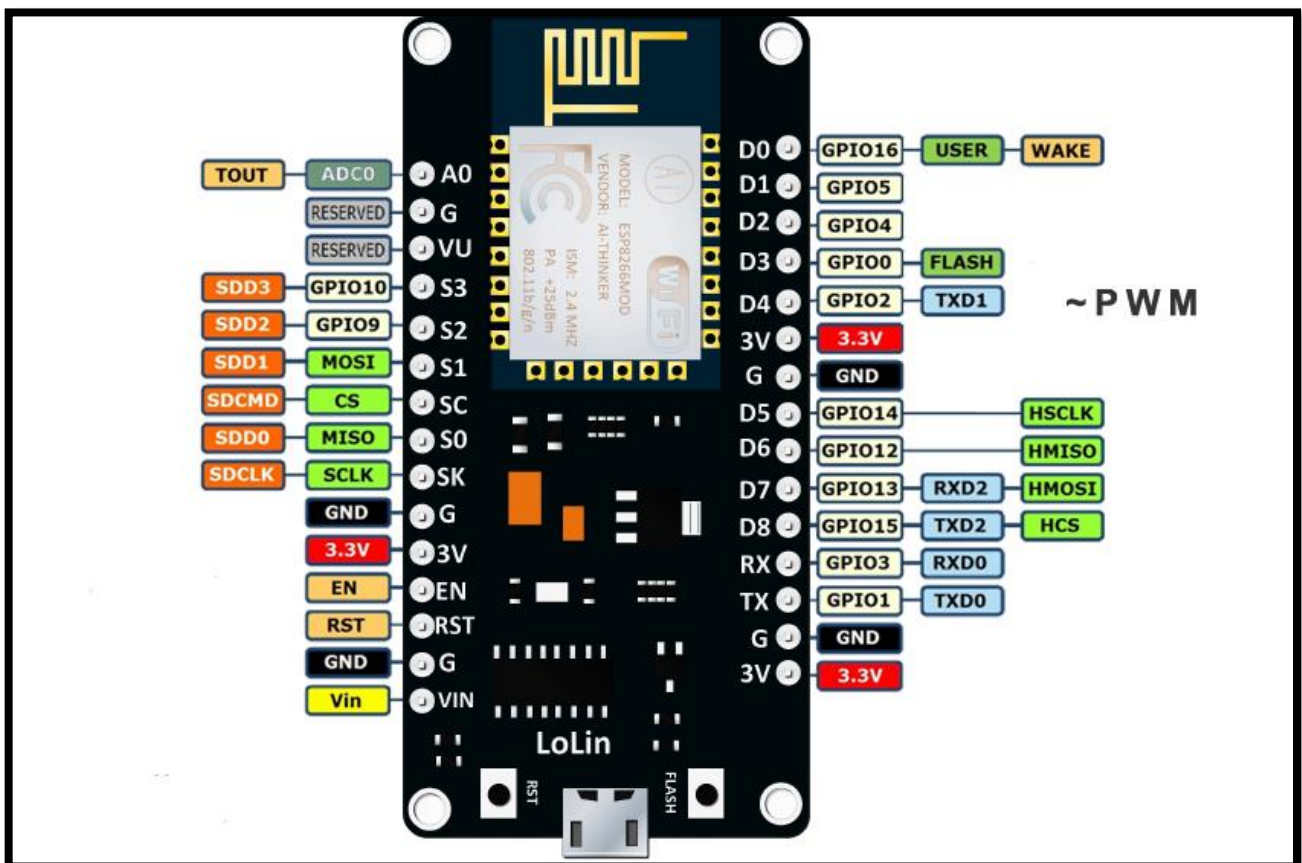 TOUT ADC0 A0
RESERVED G
RESERVED VU
SDD3 GPIO10 S3
SDD2 GPIO9 S2
SDD1 MOSI S1
SDCMD CS SC
SDD0 MISO S0
SDCLK SCLK SK
GND G
3.3V 3V
EN EN
RST RST
GND G
Vin VIN
Ai
FC
MODEL: ESP8266MOD
VENDOR: AI-THINKER
WiFi
ISM: 2.4 MHZ
PA +25dBm
802.11b/g/n
D0 GPIO16 USER WAKE
D1 GPIO5
D2 GPIO4
D3 GPIO0 FLASH
D4 GPIO2 TXD1
3V 3.3V
G GND
D5 GPIO14 HSCLK
D6 GPIO12 HMISO
D7 GPIO13 RXD2 HMOSI
D8 GPIO15 TXD2 HCS
RX GPIO3 RXD0
TX GPIO1 TXD0
G GND
3V 3.3V
~PWM
LoLin
RST
FLASH